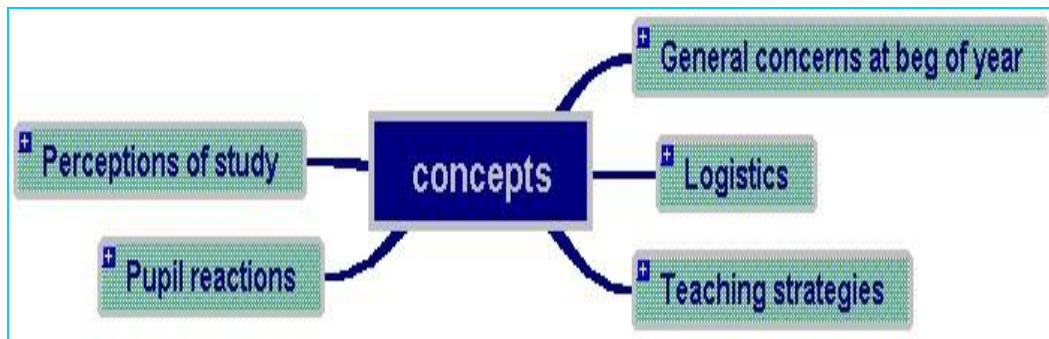 General concerns at beg of year
Perceptions of study
concepts
Logistics
Pupil reactions
Teaching strategies